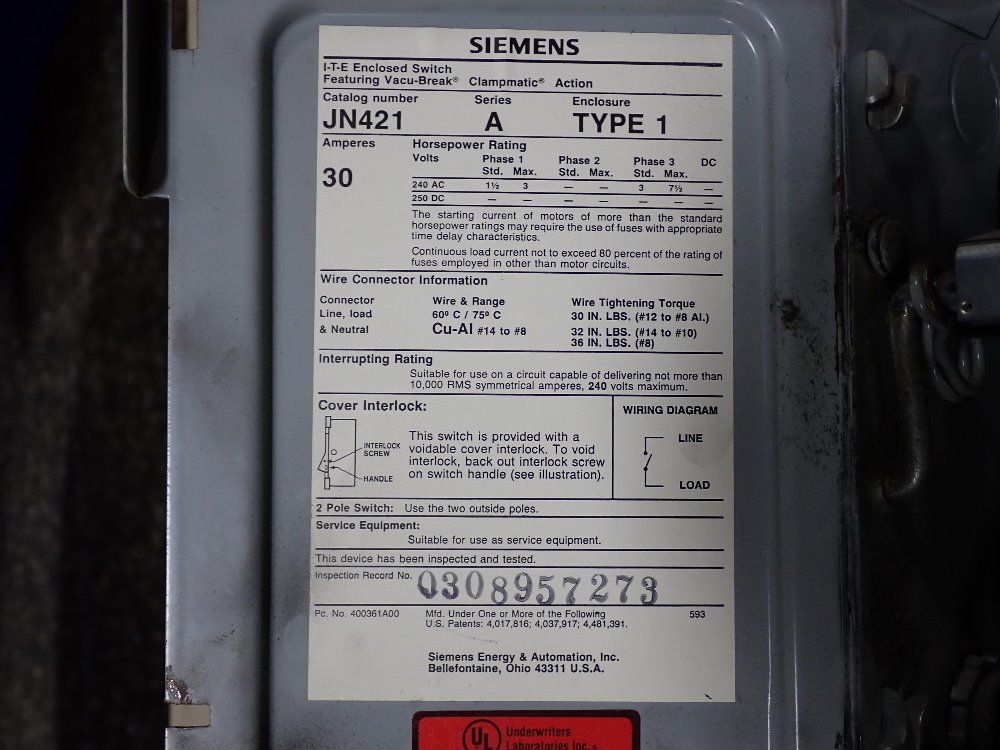 SIEMENS
I-T-E Enclosed Switch
Featuring Vacu-Break® Clampmatic® Action
Catalog number Series Enclosure
JN421 A TYPE 1
Amperes Horsepower Rating
30
Volts Phase 1 Phase 2 Phase 3 DC
Std. Max. Std. Max. Std. Max.
240 AC 1½ 3 — — 3 7½ —
250 DC — — — — — — —
The starting current of motors of more than the standard
horsepower ratings may require the use of fuses with appropriate
time delay characteristics.
Continuous load current not to exceed 80 percent of the rating of
fuses employed in other than motor circuits.
Wire Connector Information
Connector Wire & Range Wire Tightening Torque
Line, load 60º C / 75º C 30 IN. LBS. (#12 to #8 Al.)
& Neutral Cu-Al #14 to #8 32 IN. LBS. (#14 to #10)
36 IN. LBS. (#8)
Interrupting Rating
Suitable for use on a circuit capable of delivering not more than
10,000 RMS symmetrical amperes, 240 volts maximum.
Cover Interlock:
INTERLOCK
SCREW
HANDLE
This switch is provided with a
voidable cover interlock. To void
interlock, back out interlock screw
on switch handle (see illustration).
WIRING DIAGRAM
LINE
LOAD
2 Pole Switch: Use the two outside poles.
Service Equipment:
Suitable for use as service equipment.
This device has been inspected and tested.
Inspection Record No. 0308957273
Pc. No. 400361A00 Mfd. Under One or More of the Following 593
U.S. Patents: 4,017,816; 4,037,917; 4,481,391.
Siemens Energy & Automation, Inc.
Bellefontaine, Ohio 43311 U.S.A.
UL Underwriters
Laboratories Inc.®